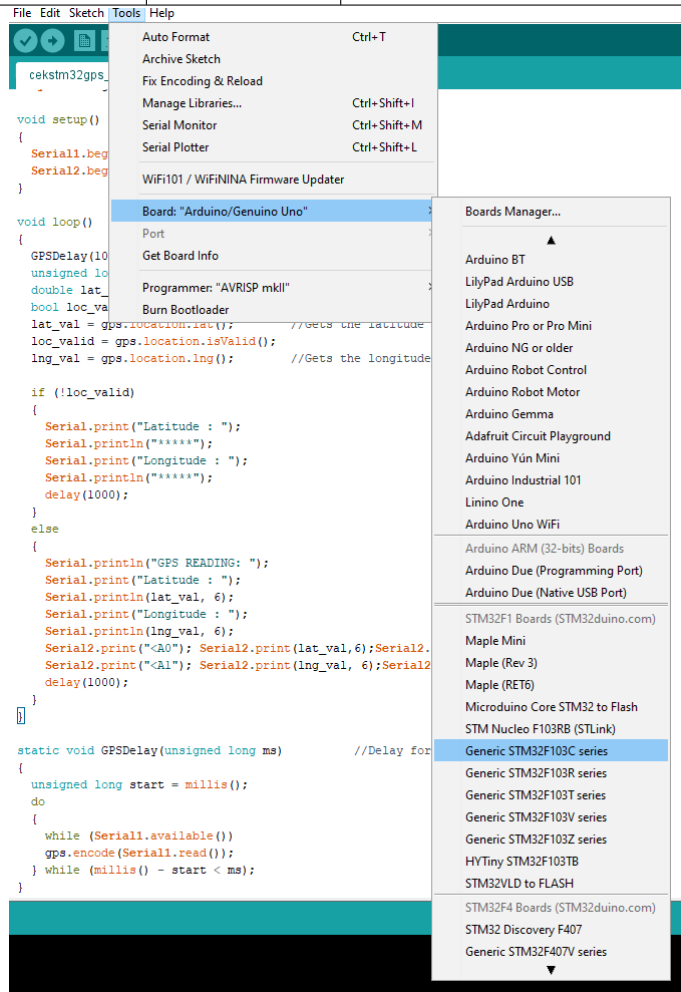 File Edit Sketch Tools Help
cekstm32gps_
Auto Format Ctrl+T
Archive Sketch
Fix Encoding & Reload
Manage Libraries... Ctrl+Shift+I
Serial Monitor Ctrl+Shift+M
Serial Plotter Ctrl+Shift+L
WiFi101 / WiFiNINA Firmware Updater
Board: "Arduino/Genuino Uno"
Port
Get Board Info
Programmer: "AVRISP mkII"
Burn Bootloader
Boards Manager...
Arduino BT
LilyPad Arduino USB
LilyPad Arduino
Arduino Pro or Pro Mini
Arduino NG or older
Arduino Robot Control
Arduino Robot Motor
Arduino Gemma
Adafruit Circuit Playground
Arduino Yún Mini
Arduino Industrial 101
Linino One
Arduino Uno WiFi
Arduino ARM (32-bits) Boards
Arduino Due (Programming Port)
Arduino Due (Native USB Port)
STM32F1 Boards (STM32duino.com)
Maple Mini
Maple (Rev 3)
Maple (RET6)
Microduino Core STM32 to Flash
STM Nucleo F103RB (STLink)
Generic STM32F103C series
Generic STM32F103R series
Generic STM32F103T series
Generic STM32F103V series
Generic STM32F103Z series
HYTiny STM32F103TB
STM32VLD to FLASH
STM32F4 Boards (STM32duino.com)
STM32 Discovery F407
Generic STM32F407V series
void setup()
{
Serial1.beg
Serial2.beg
}
void loop()
{
GPSDelay(10
unsigned lo
double lat_
bool loc_va
lat_val = gps.location.lat(); //Gets the latitude
loc_valid = gps.location.isValid();
lng_val = gps.location.lng(); //Gets the longitude
if (!loc_valid)
{
Serial.print("Latitude : ");
Serial.println("*****");
Serial.print("Longitude : ");
Serial.println("*****");
delay(1000);
}
else
{
Serial.println("GPS READING: ");
Serial.print("Latitude : ");
Serial.println(lat_val, 6);
Serial.print("Longitude : ");
Serial.println(lng_val, 6);
Serial2.print("<A0"); Serial2.print(lat_val,6);Serial2.
Serial2.print("<A1"); Serial2.print(lng_val, 6);Serial2
delay(1000);
}
}
static void GPSDelay(unsigned long ms) //Delay for
{
unsigned long start = millis();
do
{
while (Serial1.available())
gps.encode(Serial1.read());
} while (millis() - start < ms);
}